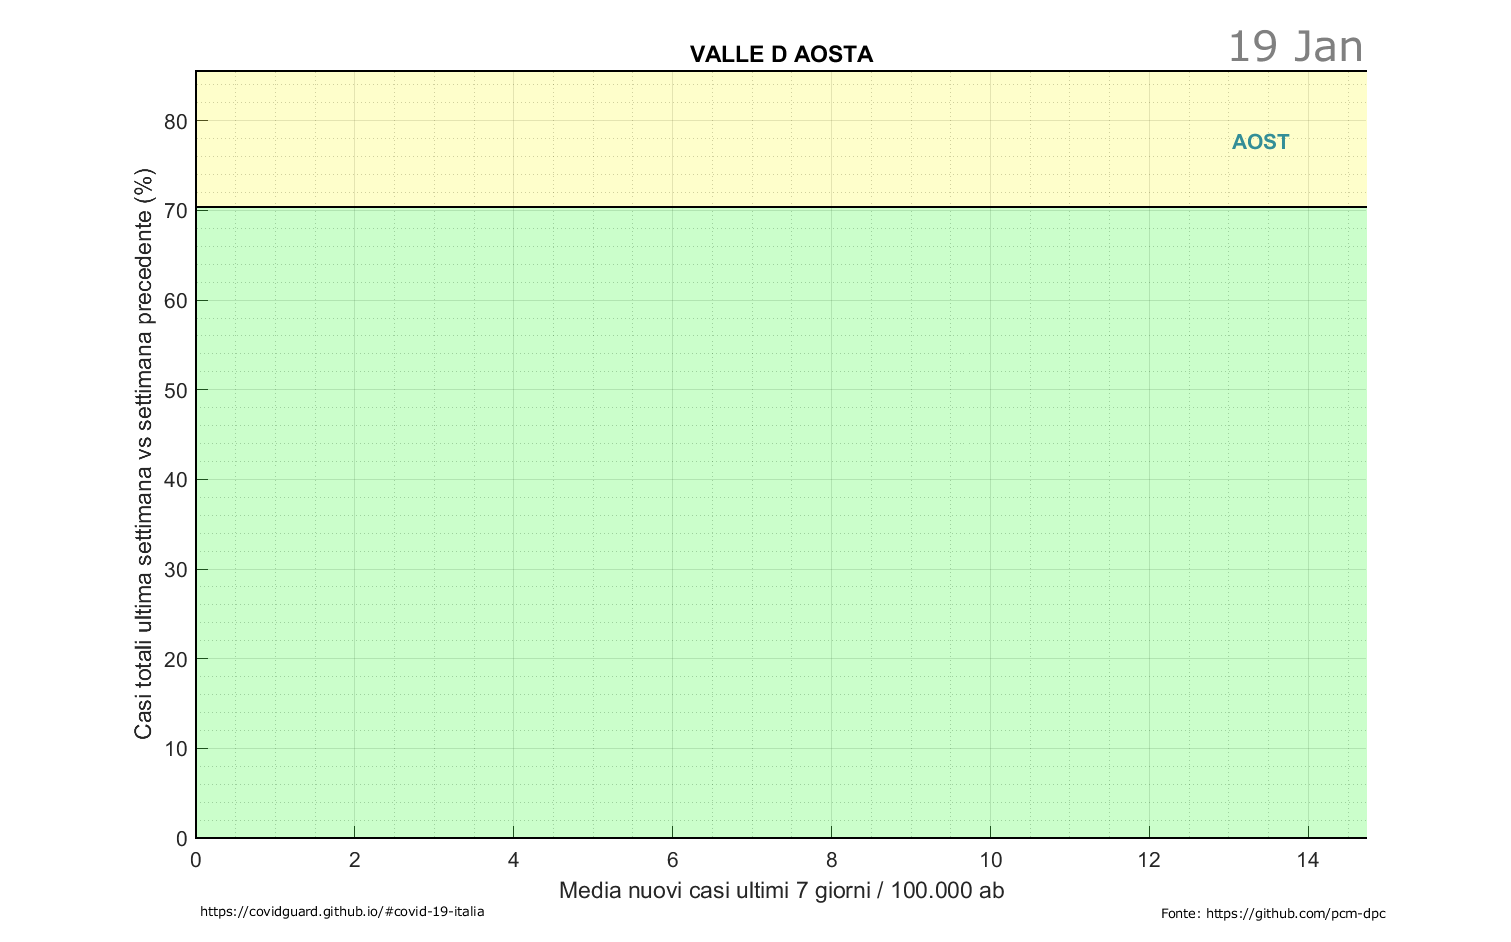 19 Jan
VALLE D AOSTA
AOST
Casi totali ultima settimana vs settimana precedente (%)
80
70
60
50
40
30
20
10
0
0 2 4 6 8 10 12 14
Media nuovi casi ultimi 7 giorni / 100.000 ab
https://covidguard.github.io/#covid-19-italia
Fonte: https://github.com/pcm-dpc